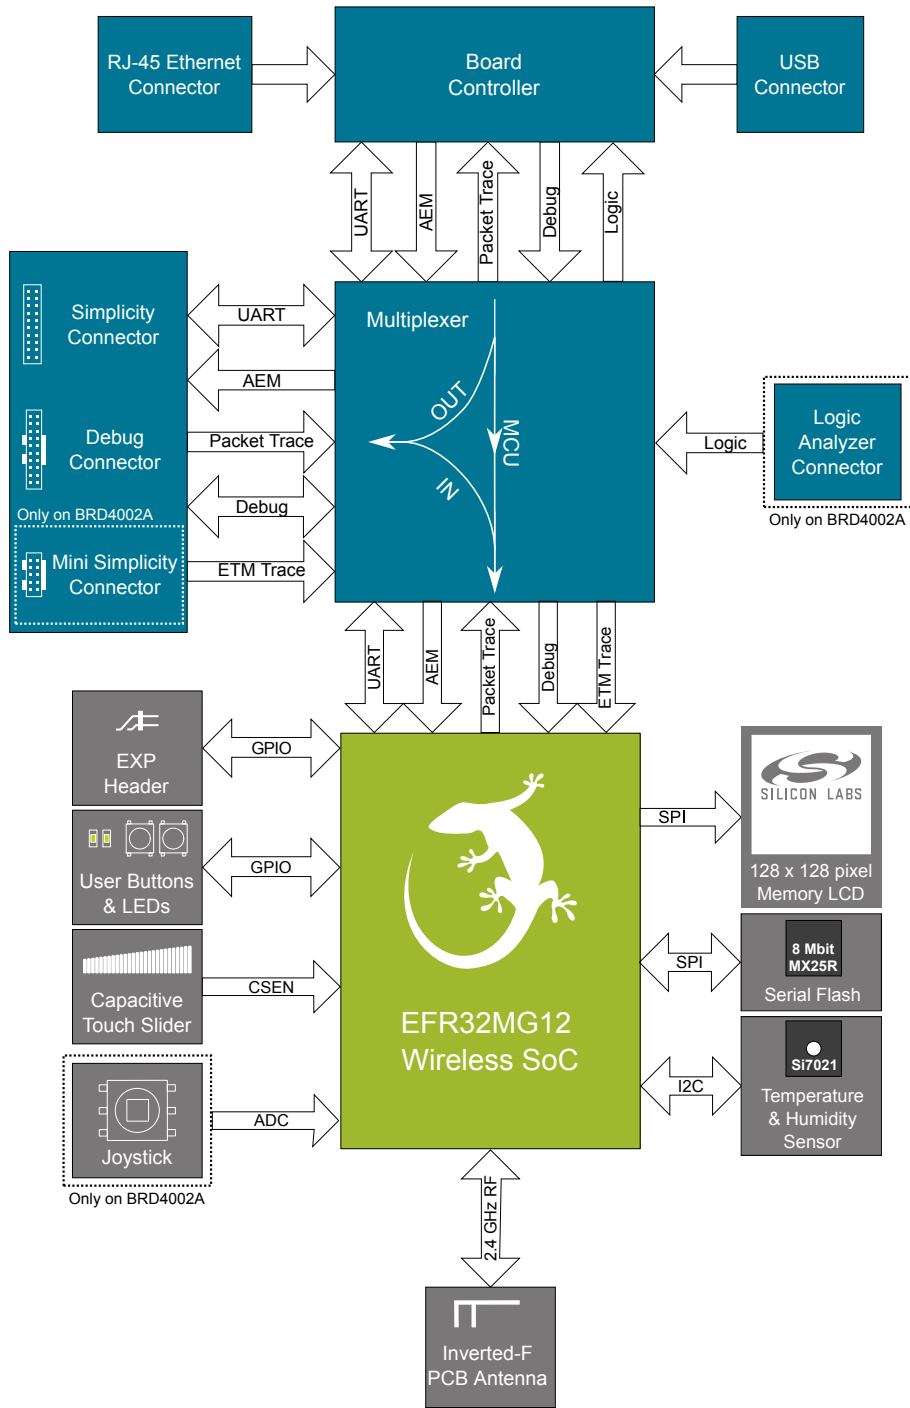 RJ-45 Ethernet
Connector
Board
Controller
USB
Connector
UART
AEM
Packet Trace
Debug
Logic
Simplicity
Connector
Debug
Connector
Only on BRD4002A
Mini Simplicity
Connector
UART
AEM
Packet Trace
Debug
ETM Trace
Multiplexer
OUT
IN
MCU
Logic
Logic
Analyzer
Connector
Only on BRD4002A
UART
AEM
Packet Trace
Debug
ETM Trace
EXP
Header
GPIO
User Buttons
& LEDs
GPIO
Capacitive
Touch Slider
CSEN
Joystick
ADC
Only on BRD4002A
EFR32MG12
Wireless SoC
SPI
SILICON LABS
128 x 128 pixel
Memory LCD
SPI
8 Mbit
MX25R
Serial Flash
I2C
Si7021
Temperature
& Humidity
Sensor
2.4 GHz RF
Inverted-F
PCB Antenna